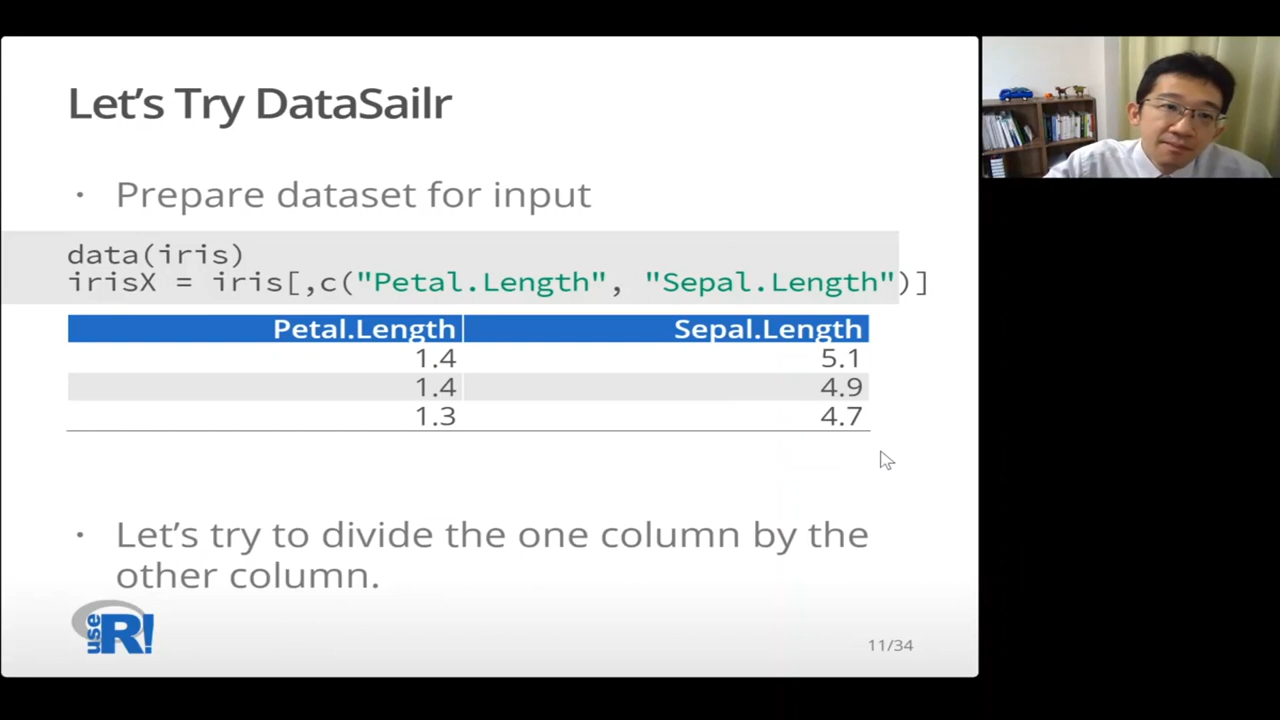 Let's Try DataSailr
· Prepare dataset for input
data(iris)
irisX = iris[,c("Petal.Length", "Sepal.Length")]
Petal.Length Sepal.Length
1.4 5.1
1.4 4.9
1.3 4.7
· Let's try to divide the one column by the
other column.
use R!
11/34